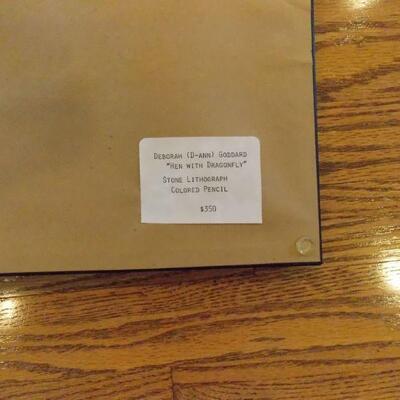 Deborah (D-ann) Goddard
"Hen with Dragonfly"
Stone Lithograph
Colored Pencil
$350